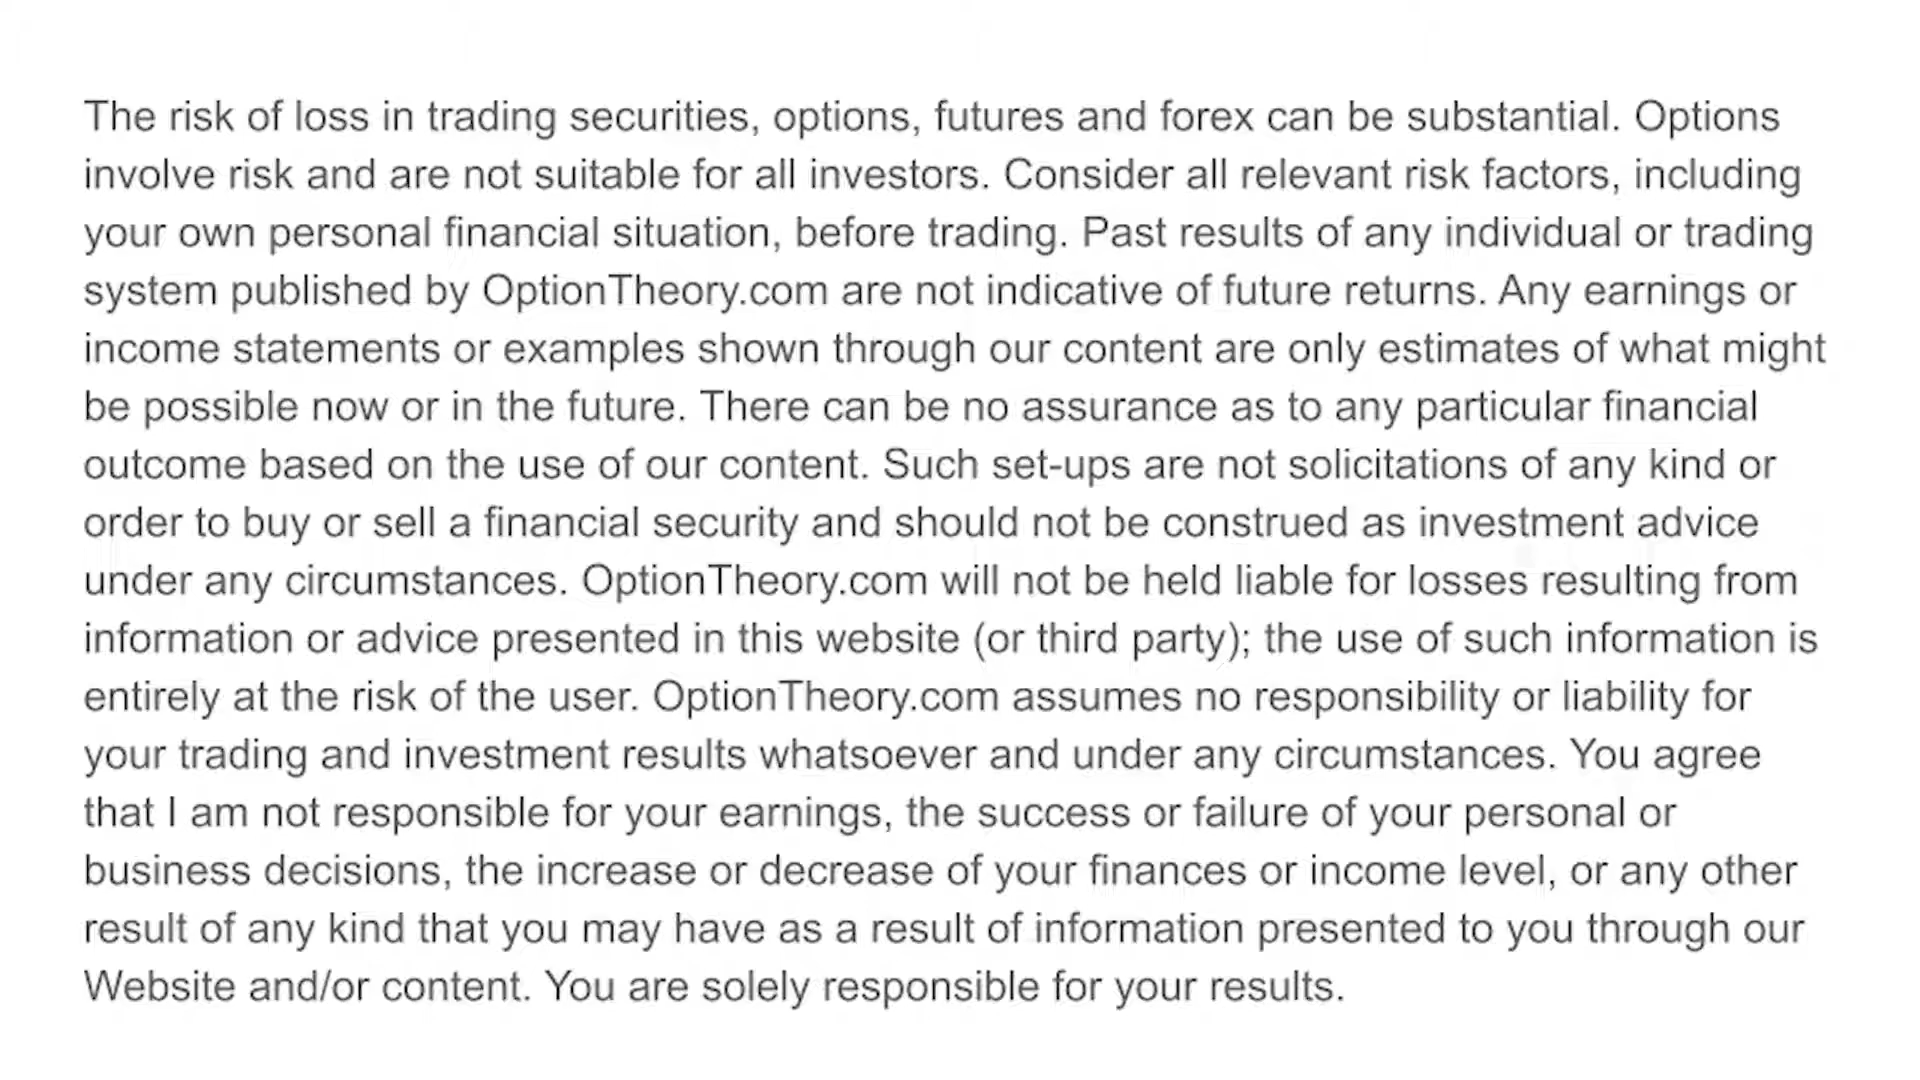 The risk of loss in trading securities, options, futures and forex can be substantial. Options
involve risk and are not suitable for all investors. Consider all relevant risk factors, including
your own personal financial situation, before trading. Past results of any individual or trading
system published by OptionTheory.com are not indicative of future returns. Any earnings or
income statements or examples shown through our content are only estimates of what might
be possible now or in the future. There can be no assurance as to any particular financial
outcome based on the use of our content. Such set-ups are not solicitations of any kind or
order to buy or sell a financial security and should not be construed as investment advice
under any circumstances. OptionTheory.com will not be held liable for losses resulting from
information or advice presented in this website (or third party); the use of such information is
entirely at the risk of the user. OptionTheory.com assumes no responsibility or liability for
your trading and investment results whatsoever and under any circumstances. You agree
that I am not responsible for your earnings, the success or failure of your personal or
business decisions, the increase or decrease of your finances or income level, or any other
result of any kind that you may have as a result of information presented to you through our
Website and/or content. You are solely responsible for your results.